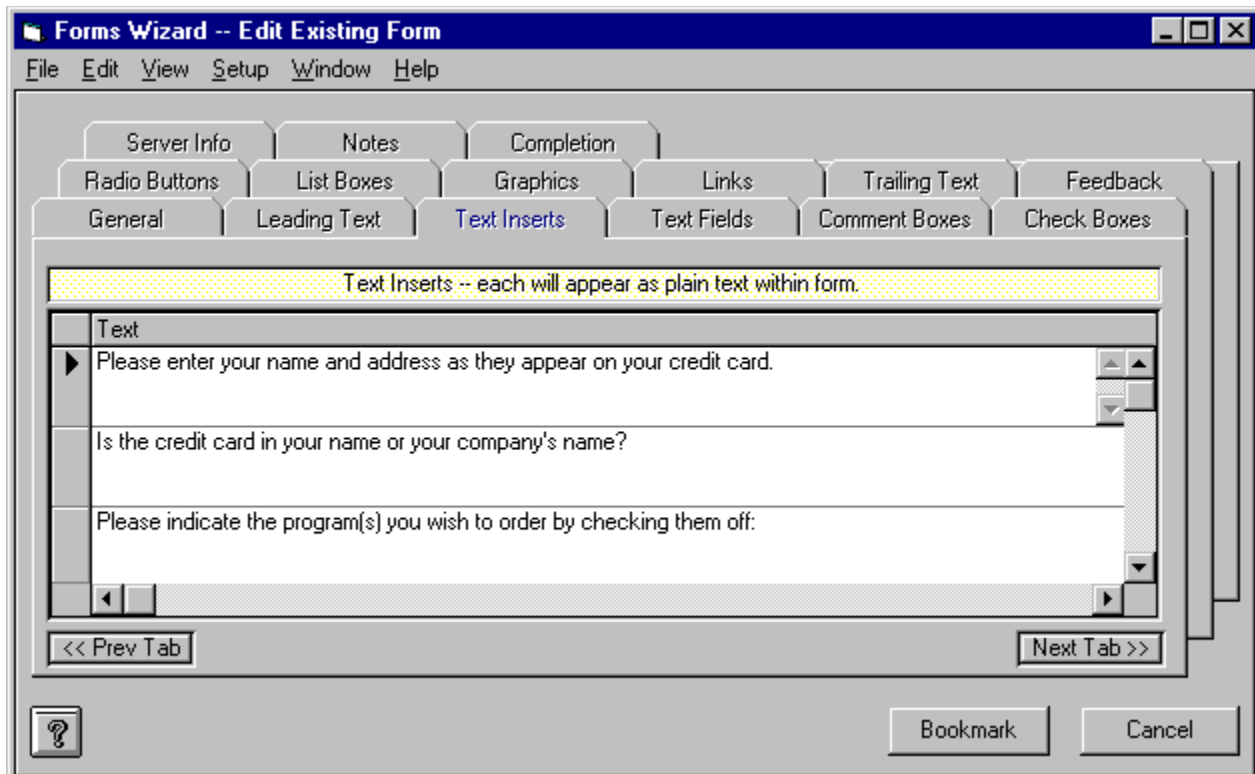 Forms Wizard -- Edit Existing Form
File Edit View Setup Window Help
Server Info Notes Completion
Radio Buttons List Boxes Graphics Links Trailing Text Feedback
General Leading Text Text Inserts Text Fields Comment Boxes Check Boxes
Text Inserts -- each will appear as plain text within form.
Text
Please enter your name and address as they appear on your credit card.
Is the credit card in your name or your company's name?
Please indicate the program(s) you wish to order by checking them off:
<< Prev Tab Next Tab >>
? Bookmark Cancel